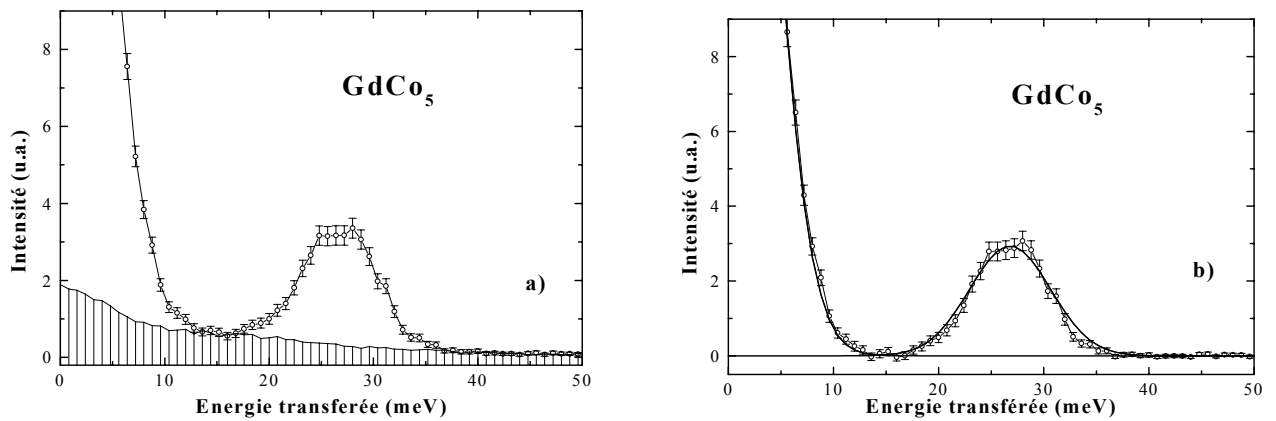 8
6
4
2
0
Intensité (u.a.)
GdCo5
a)
0 10 20 30 40 50
Energie transferée (meV)
8
6
4
2
0
Intensité (u.a.)
GdCo5
b)
0 10 20 30 40 50
Energie transférée (meV)